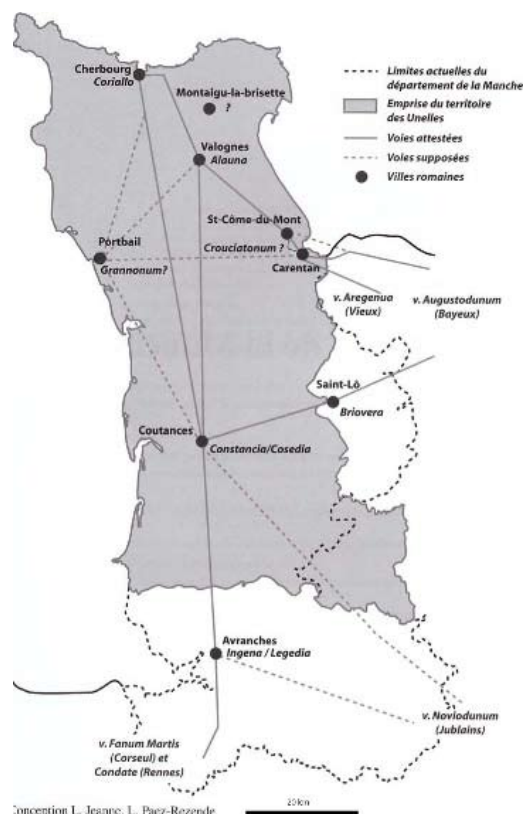 Cherbourg
Coriallo
Montaigu-la-brisette
?
Valognes
Alauna
St-Côme-du-Mont
Crouciatonum ?
Carentan
Portbail
Grannonum?
v. Aregenua
(Vieux)
v. Augustodunum
(Bayeux)
Saint-Lô
Briovera
Coutances
Constancia/Cosedia
Avranches
Ingena / Legedia
v. Noviodunum
(Jublains)
v. Fanum Martis
(Corseul) et
Condate (Rennes)
Limites actuelles du
département de la Manche
Emprise du territoire
des Unelles
Voies attestées
Voies supposées
Villes romaines
Conception L. Jeanne, L. Paez-Rezende
20 km